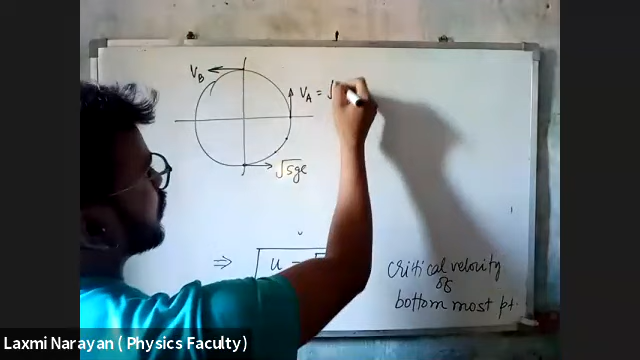 V_B
V_A = √
√5gl
⇒ u =
critical velocity
of
bottom most pt.
Laxmi Narayan ( Physics Faculty)